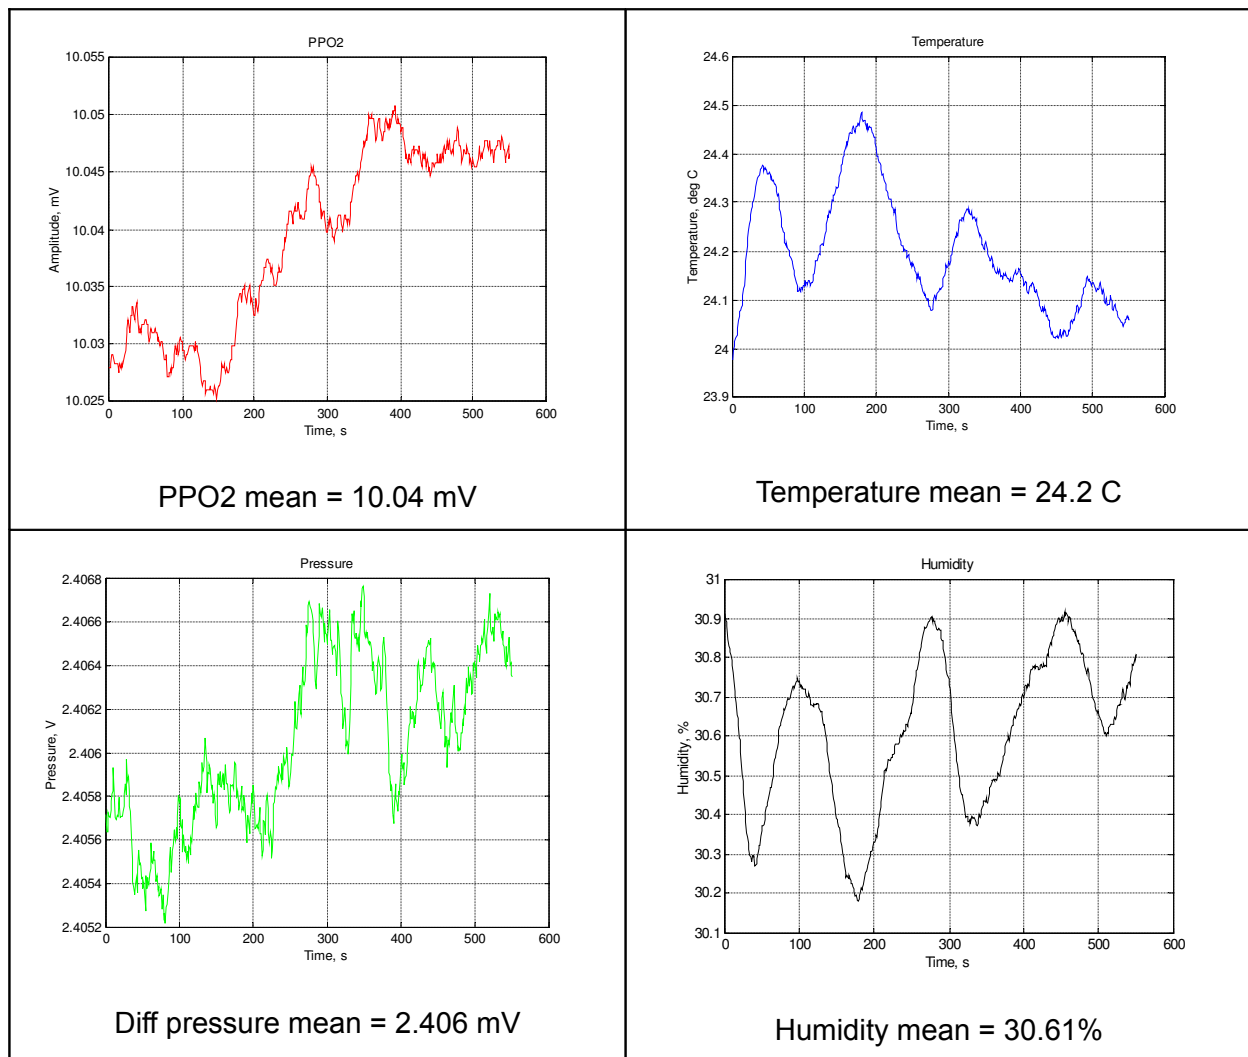 PPO2
10.055
10.05
10.045
10.04
10.035
10.03
10.025
Amplitude, mV
0 100 200 300 400 500 600
Time, s
PPO2 mean = 10.04 mV
Temperature
24.6
24.5
24.4
24.3
24.2
24.1
24
23.9
Temperature, deg C
0 100 200 300 400 500 600
Time, s
Temperature mean = 24.2 C
Pressure
2.4068
2.4066
2.4064
2.4062
2.406
2.4058
2.4056
2.4054
2.4052
Pressure, V
0 100 200 300 400 500 600
Time, s
Diff pressure mean = 2.406 mV
Humidity
31
30.9
30.8
30.7
30.6
30.5
30.4
30.3
30.2
30.1
Humidity, %
0 100 200 300 400 500 600
Time, s
Humidity mean = 30.61%